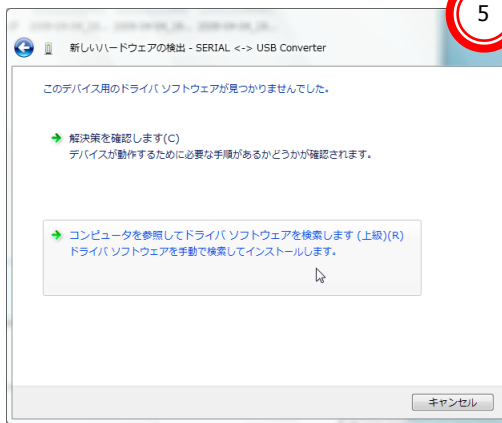 5
新しいハードウェアの検出 - SERIAL <-> USB Converter
このデバイス用のドライバ ソフトウェアが見つかりませんでした。
解決策を確認します(C)
デバイスが動作するために必要な手順があるかどうかが確認されます。
コンピュータを参照してドライバ ソフトウェアを検索します (上級)(R)
ドライバ ソフトウェアを手動で検索してインストールします。
キャンセル